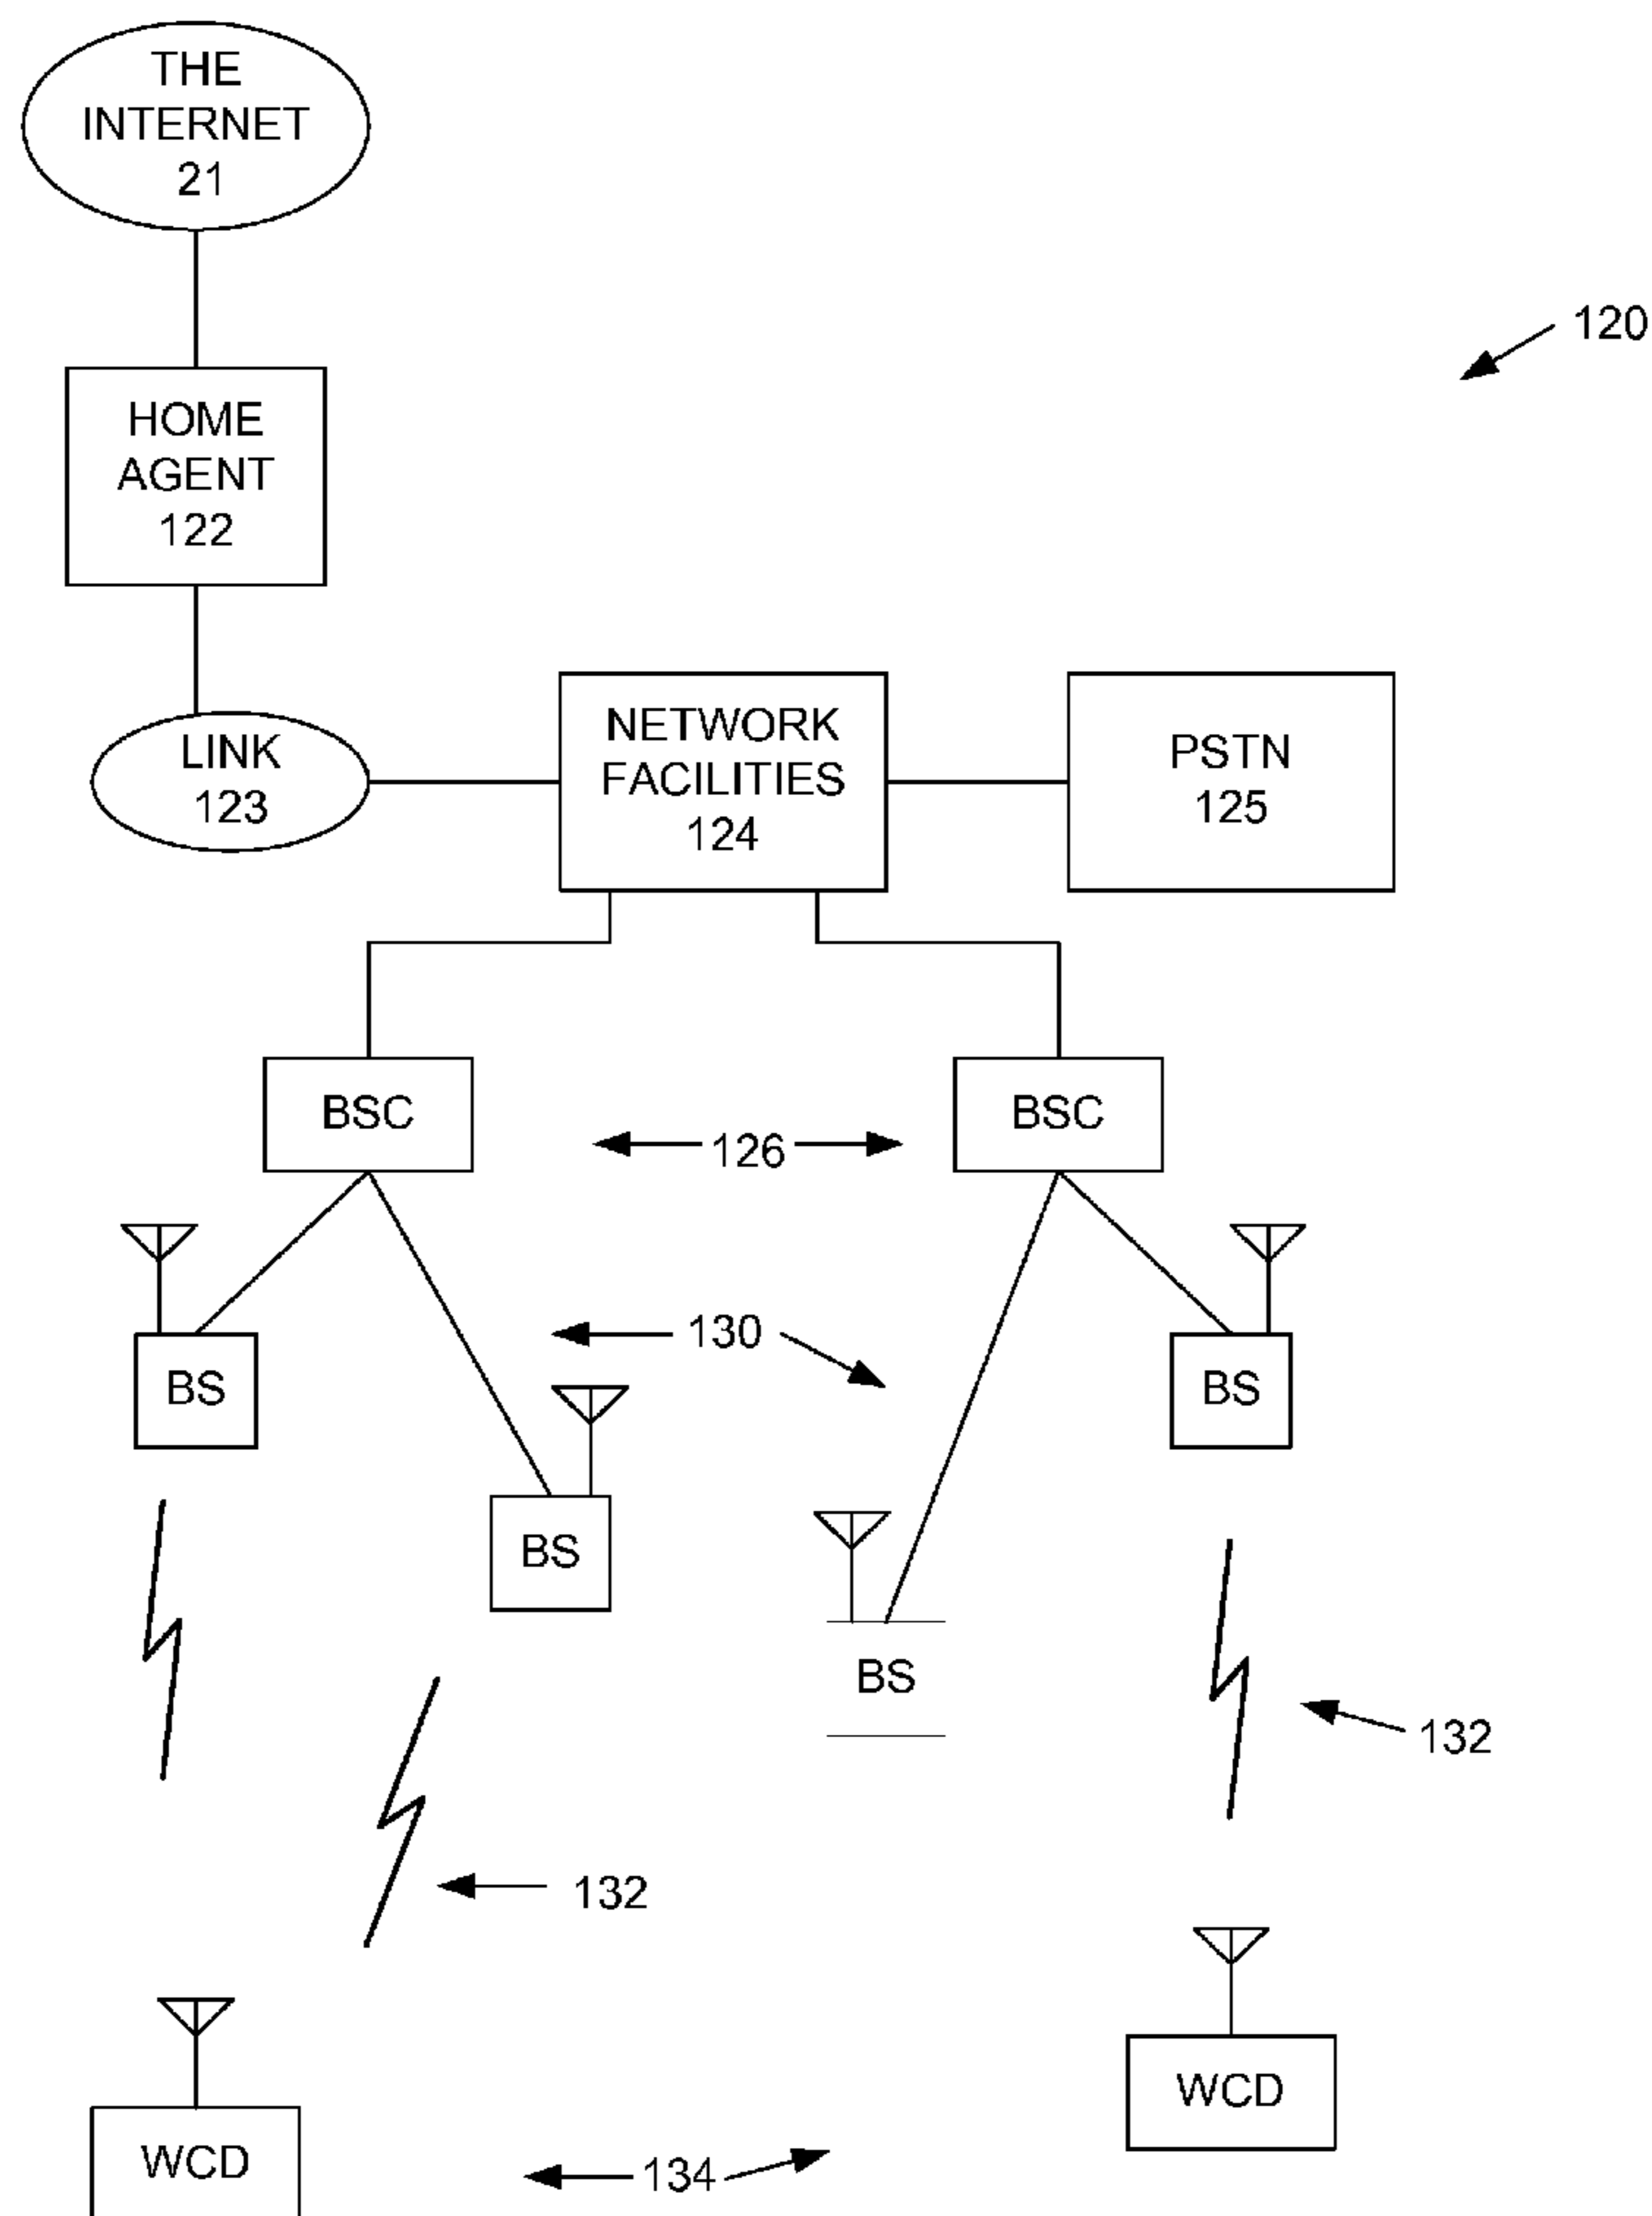 THE
INTERNET
21
120
HOME
AGENT
122
LINK
123
NETWORK
FACILITIES
124
PSTN
125
BSC
BSC
126
130
BS
BS
BS
BS
132
132
WCD
WCD
134